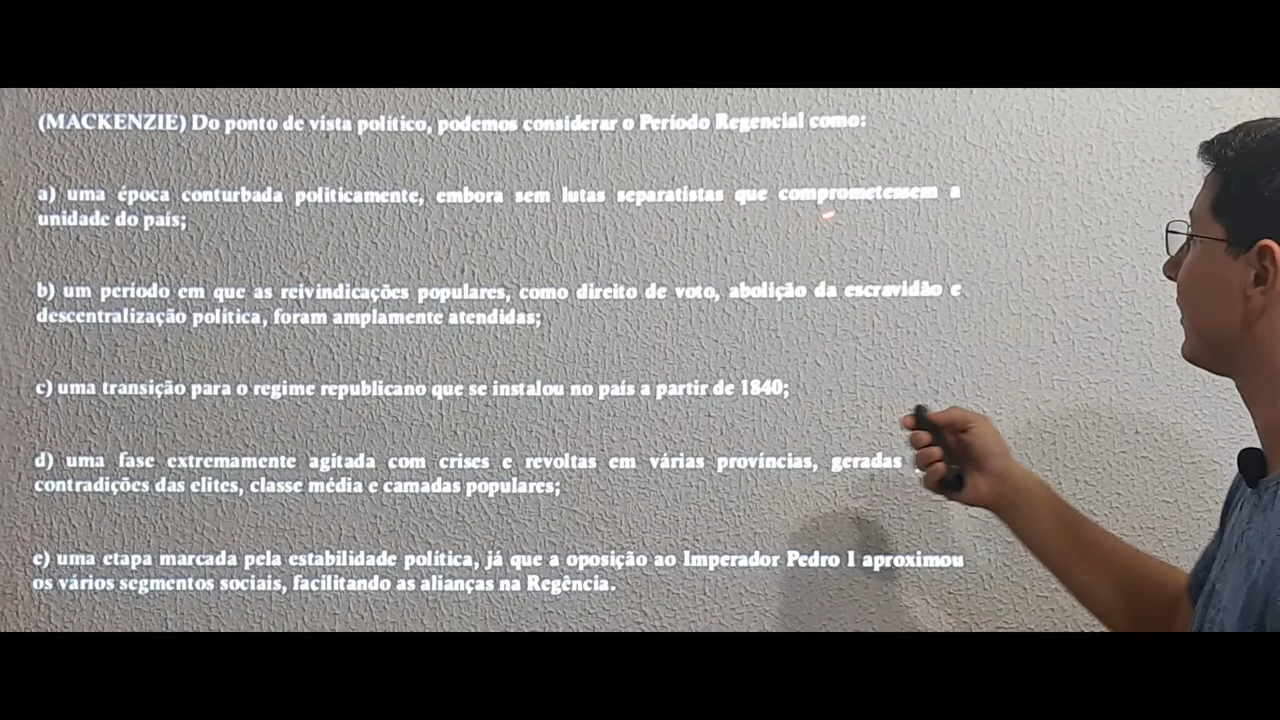 (MACKENZIE) Do ponto de vista político, podemos considerar o Período Regencial como:
a) uma época conturbada politicamente, embora sem lutas separatistas que comprometessem a
unidade do país;
b) um período em que as reivindicações populares, como direito de voto, abolição da escravidão e
descentralização política, foram amplamente atendidas;
c) uma transição para o regime republicano que se instalou no país a partir de 1840;
d) uma fase extremamente agitada com crises e revoltas em várias províncias, geradas
contradições das elites, classe média e camadas populares;
e) uma etapa marcada pela estabilidade política, já que a oposição ao Imperador Pedro I aproximou
os vários segmentos sociais, facilitando as alianças na Regência.